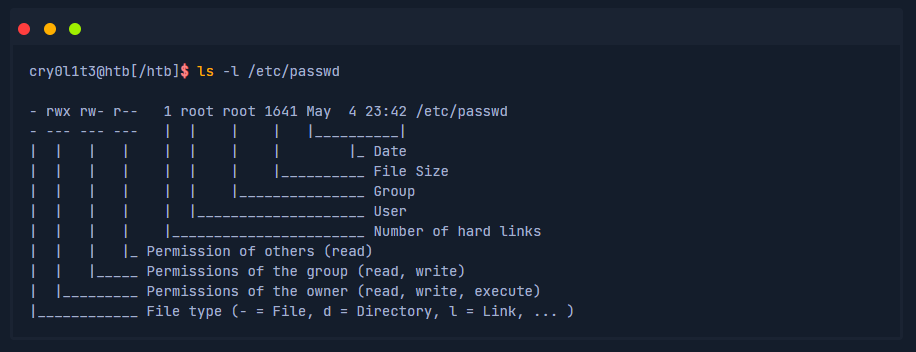 cry0l1t3@htb[/htb]$ ls -l /etc/passwd

- rwx rw- r--   1 root root 1641 May  4 23:42 /etc/passwd
- --- --- ---   |  |    |    |   |__________|
|  |   |   |    |  |    |    |        |_ Date
|  |   |   |    |  |    |    |__________ File Size
|  |   |   |    |  |    |_______________ Group
|  |   |   |    |  |____________________ User
|  |   |   |    |_______________________ Number of hard links
|  |   |   |_ Permission of others (read)
|  |   |_____ Permissions of the group (read, write)
|  |_________ Permissions of the owner (read, write, execute)
|____________ File type (- = File, d = Directory, l = Link, ... )